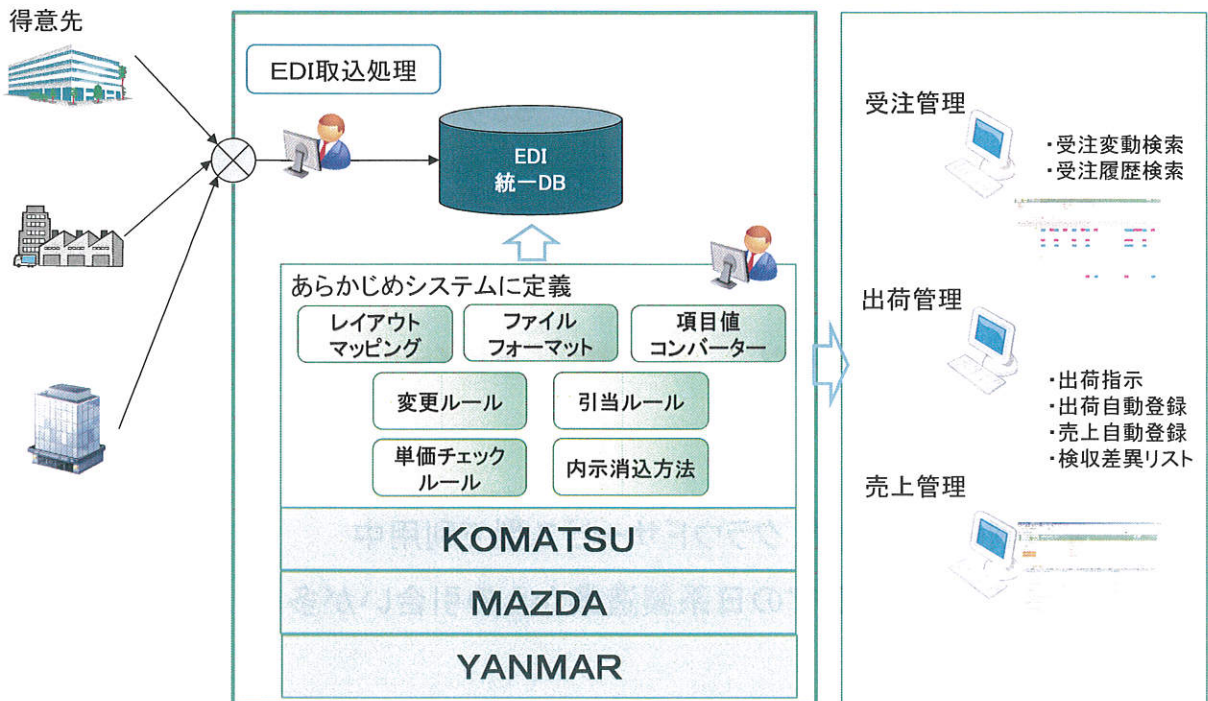 得意先
EDI取込処理
EDI
統一DB
あらかじめシステムに定義
レイアウト
マッピング
ファイル
フォーマット
項目値
コンバーター
変更ルール
引当ルール
単価チェック
ルール
内示消込方法
KOMATSU
MAZDA
YANMAR
受注管理
・受注変動検索
・受注履歴検索
出荷管理
・出荷指示
・出荷自動登録
・売上自動登録
・検収差異リスト
売上管理